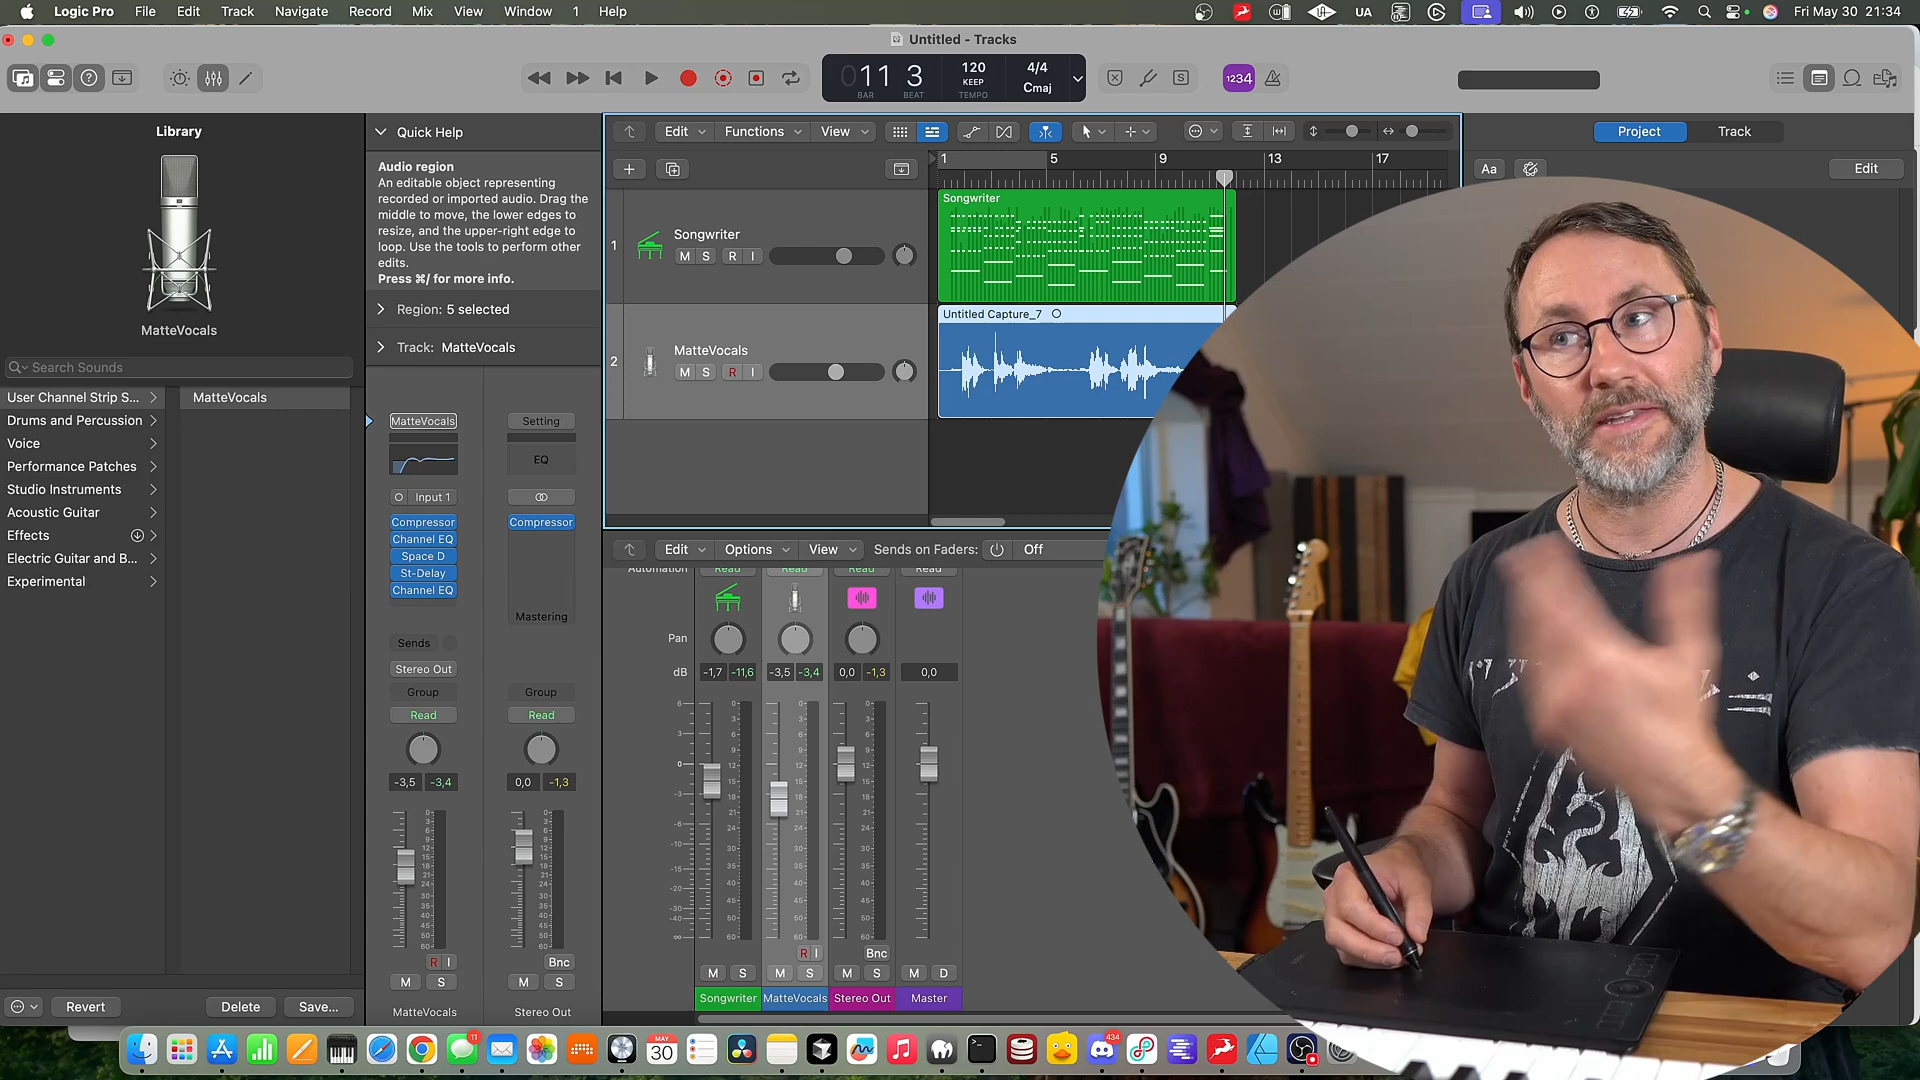 Logic Pro File Edit Track Navigate Record Mix View Window 1 Help
UA
Fri May 30 21:34
Untitled - Tracks
011 3
BAR BEAT
120
KEEP
TEMPO
4/4
Cmaj
S
1234
Library
MatteVocals
Search Sounds
User Channel Strip S...
Drums and Percussion
Voice
Performance Patches
Studio Instruments
Acoustic Guitar
Effects
Electric Guitar and B...
Experimental
MatteVocals
Revert
Delete
Save...
Quick Help
Audio region
An editable object representing
recorded or imported audio. Drag the
middle to move, the lower edges to
resize, and the upper-right edge to
loop. Use the tools to perform other
edits.
Press ⌘/ for more info.
Region: 5 selected
Track: MatteVocals
MatteVocals
Input 1
Compressor
Channel EQ
Space D
St-Delay
Channel EQ
Sends
Stereo Out
Group
Read
-3,5 -3,4
R I
M S
MatteVocals
Setting
EQ
Compressor
Mastering
Group
Read
0,0 -1,3
Bnc
M S
Stereo Out
Edit Functions View
1 5 9 13 17
1
Songwriter
M S R I
2
MatteVocals
M S R I
Songwriter
Untitled Capture_7
Edit Options View Sends on Faders: Off
Automation Read Read Read Read
Pan
dB -1,7 -11,6 -3,5 -3,4 0,0 -1,3 0,0
R I Bnc
M S M S M S M D
Songwriter MatteVocals Stereo Out Master
Project Track
Aa
Edit
11
MAY
30
434